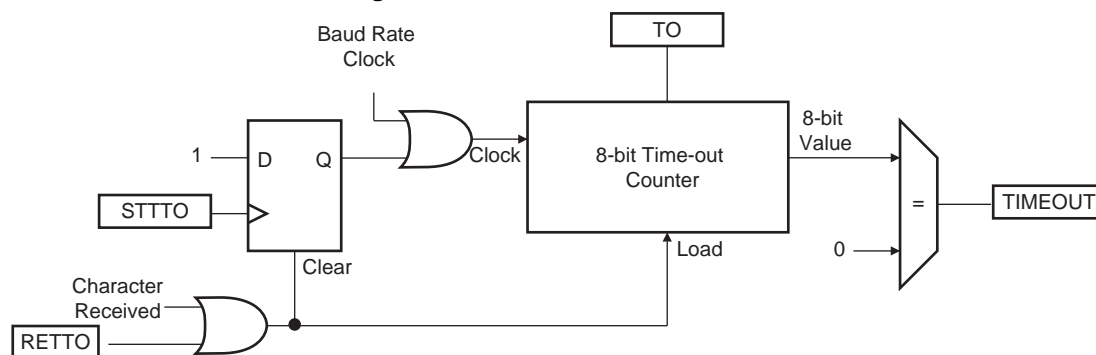 TO
Baud Rate
Clock
8-bit
Value
1
D
Q
Clock
8-bit Time-out
Counter
STTTO
TIMEOUT
=
Clear
Load
0
Character
Received
RETTO